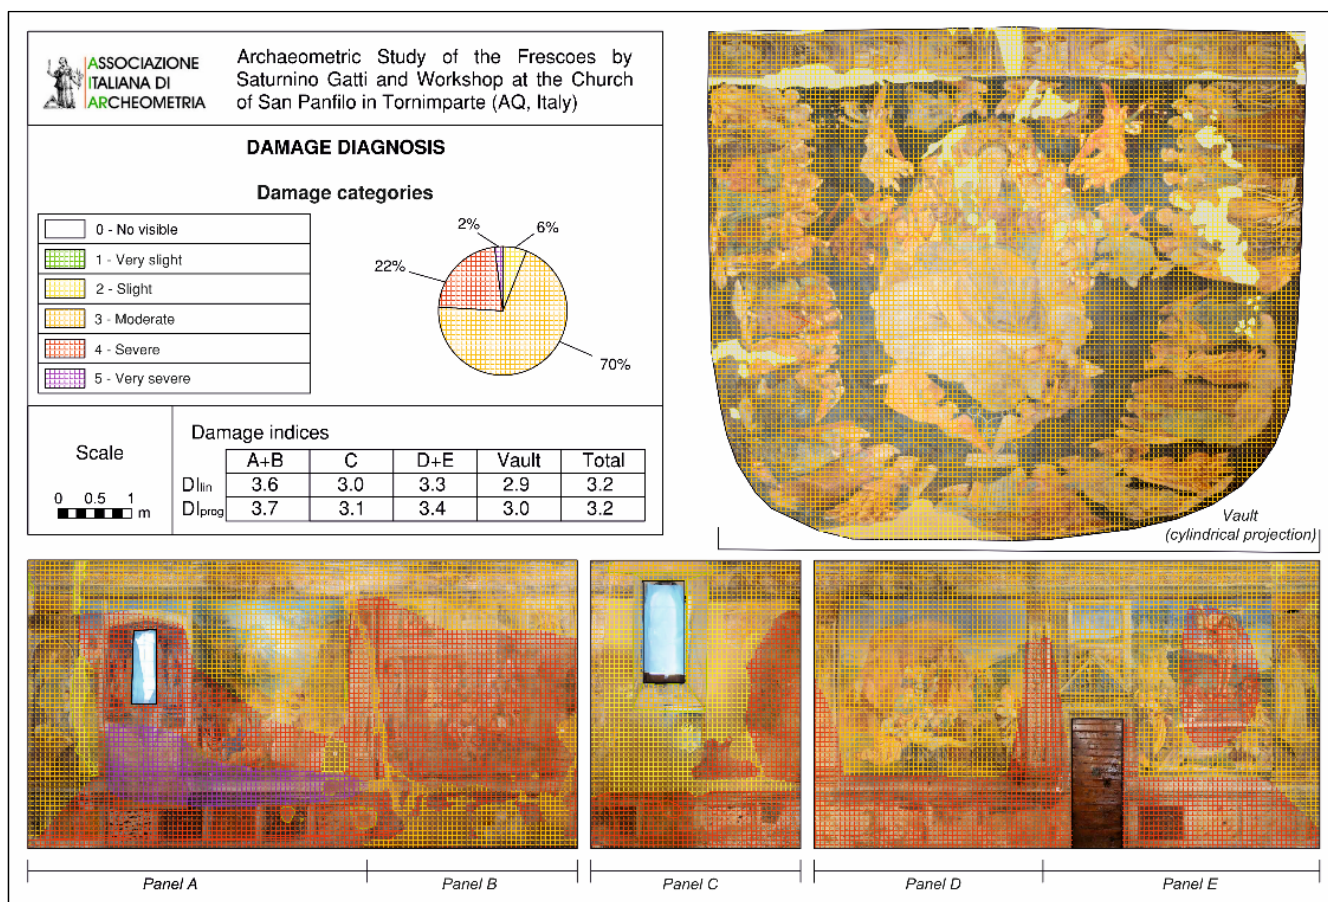 ASSOCIAZIONE
ITALIANA DI
ARCHEOMETRIA
Archaeometric Study of the Frescoes by
Saturnino Gatti and Workshop at the Church
of San Panfilo in Tornimparte (AQ, Italy)
DAMAGE DIAGNOSIS
Damage categories
0 - No visible
1 - Very slight
2 - Slight
3 - Moderate
4 - Severe
5 - Very severe
2%
6%
22%
70%
Scale
0 0.5 1
m
Damage indices
A+B C D+E Vault Total
DIlin 3.6 3.0 3.3 2.9 3.2
DIprog 3.7 3.1 3.4 3.0 3.2
Vault
(cylindrical projection)
Panel A
Panel B
Panel C
Panel D
Panel E